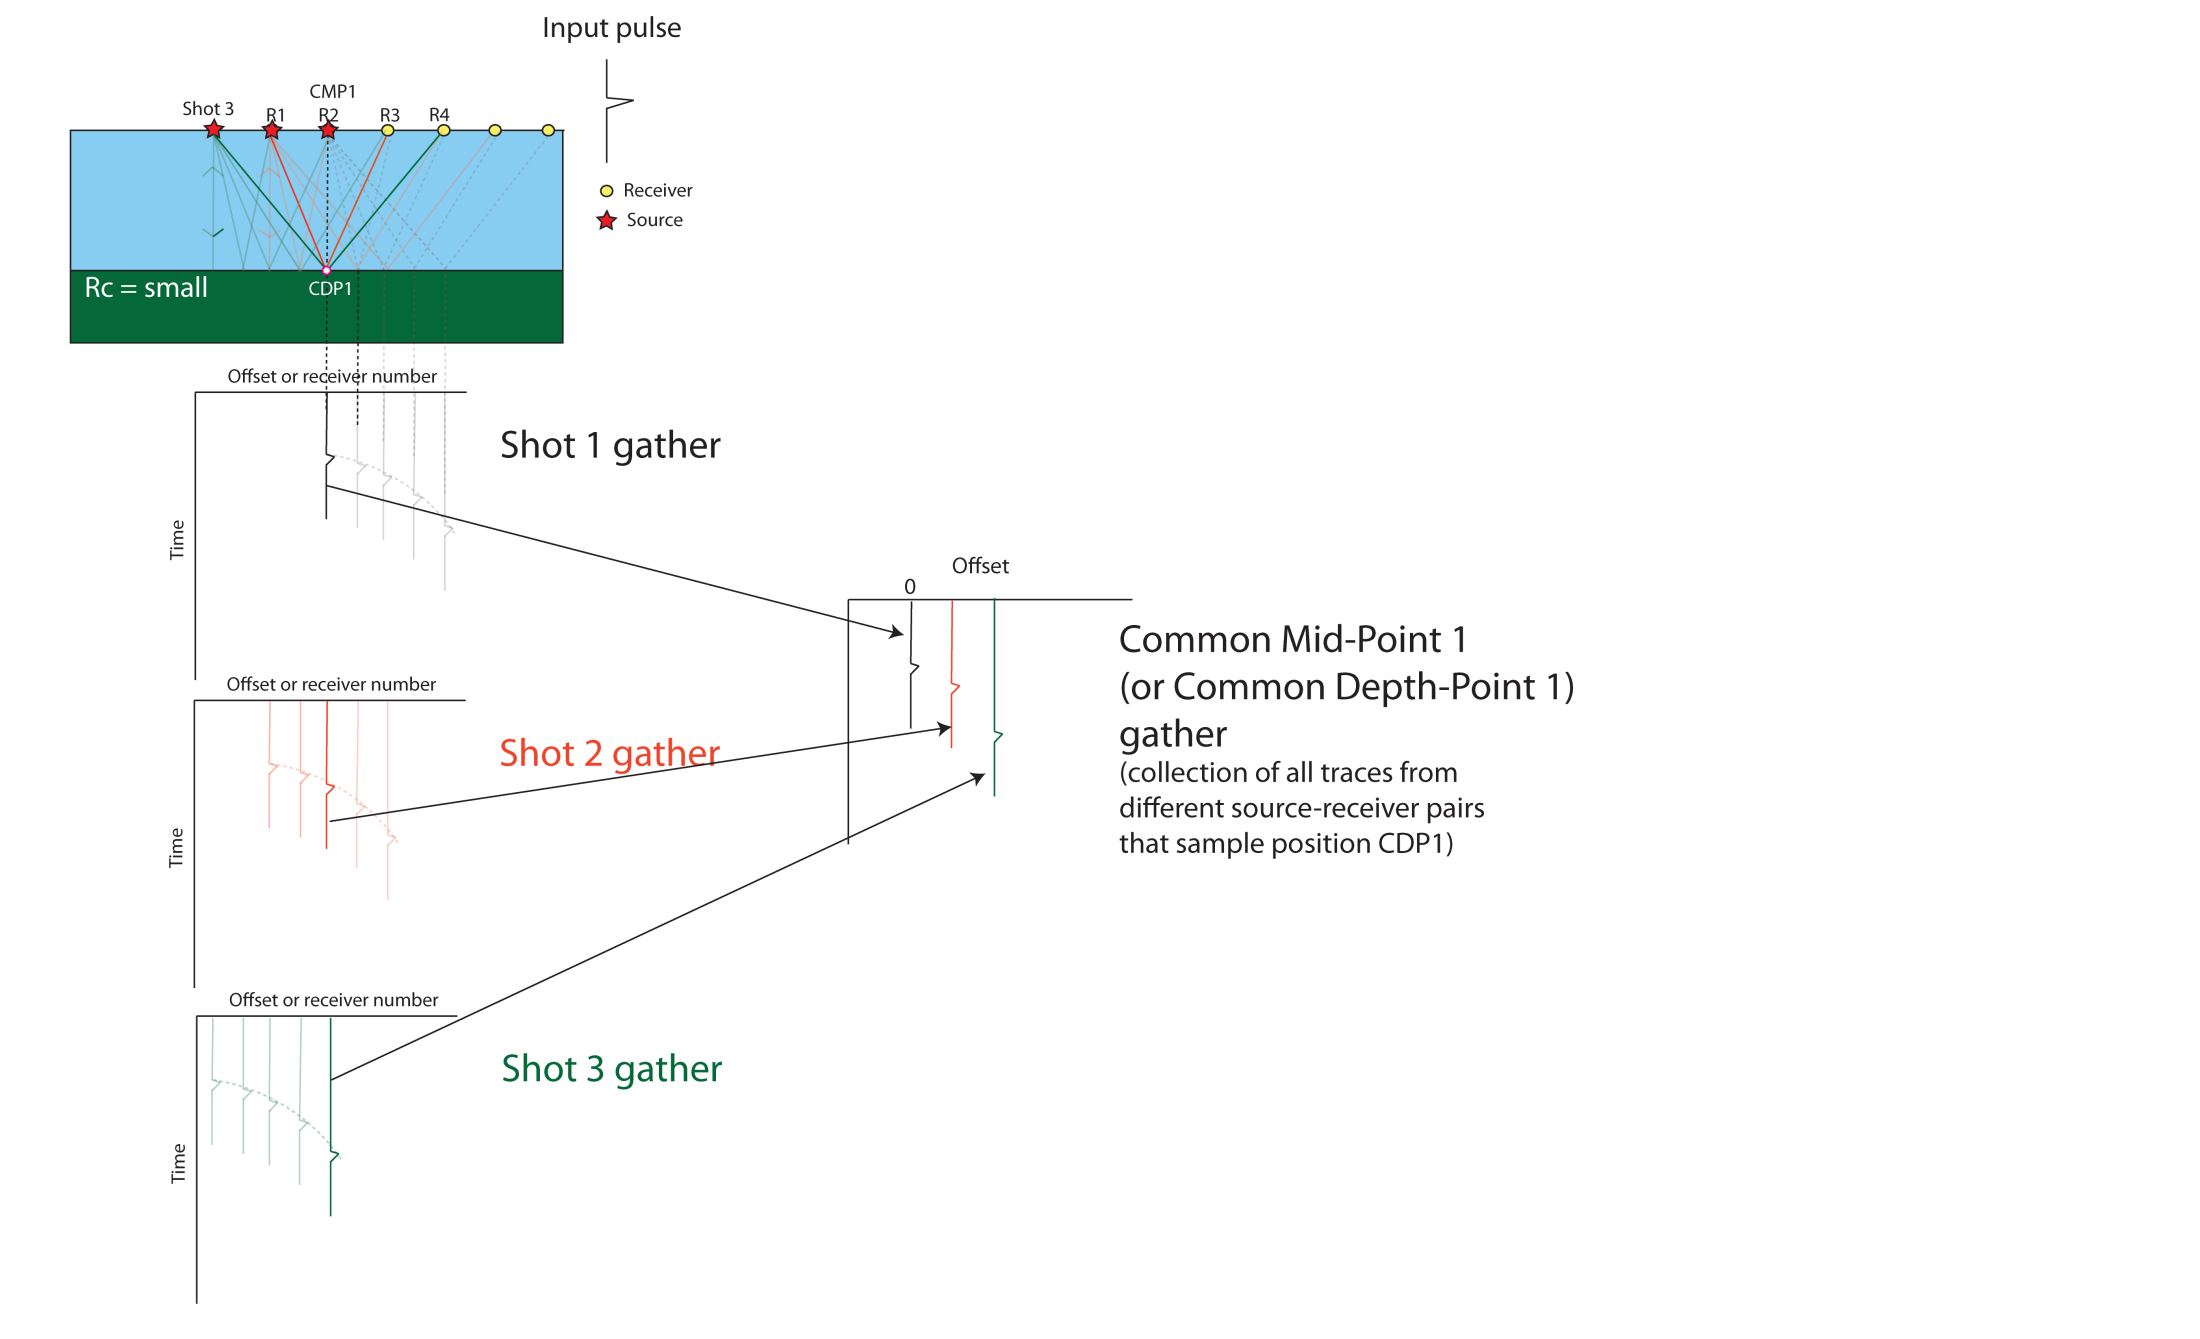 Input pulse
CMP1
Shot 3
R1
R2
R3
R4
Receiver
Source
Rc = small
CDP1
Offset or receiver number
Shot 1 gather
Time
Offset
0
Common Mid-Point 1
(or Common Depth-Point 1)
gather
(collection of all traces from
different source-receiver pairs
that sample position CDP1)
Offset or receiver number
Shot 2 gather
Time
Offset or receiver number
Shot 3 gather
Time